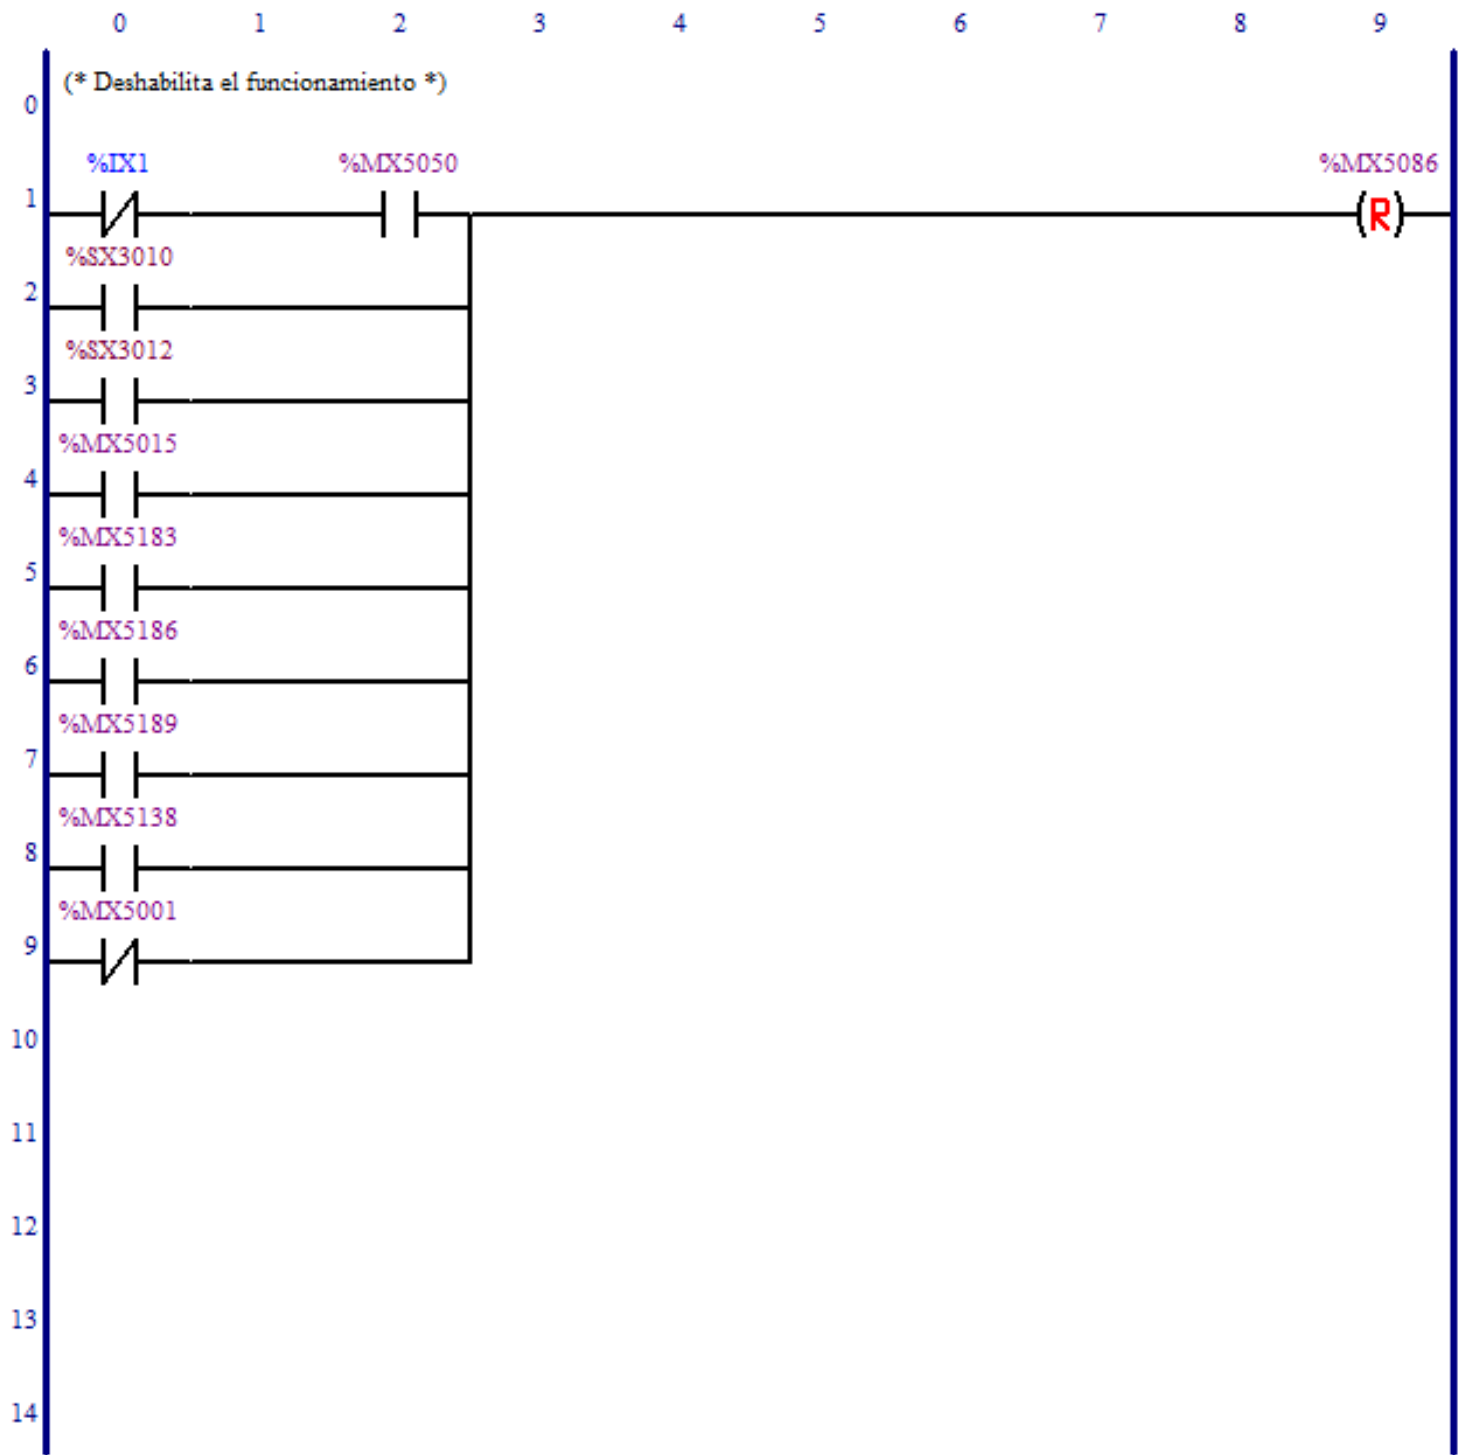 0 1 2 3 4 5 6 7 8 9
(* Deshabilita el funcionamiento *)
0
%IX1 %MX5050 %MX5086
1 (R)
%SX3010
2
%SX3012
3
%MX5015
4
%MX5183
5
%MX5186
6
%MX5189
7
%MX5138
8
%MX5001
9
10
11
12
13
14